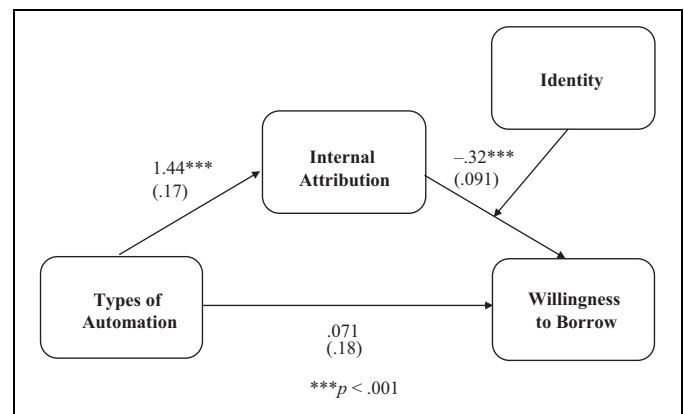 Identity
Internal
Attribution
1.44***
(.17)
–.32***
(.091)
Types of
Automation
Willingness
to Borrow
.071
(.18)
***p < .001